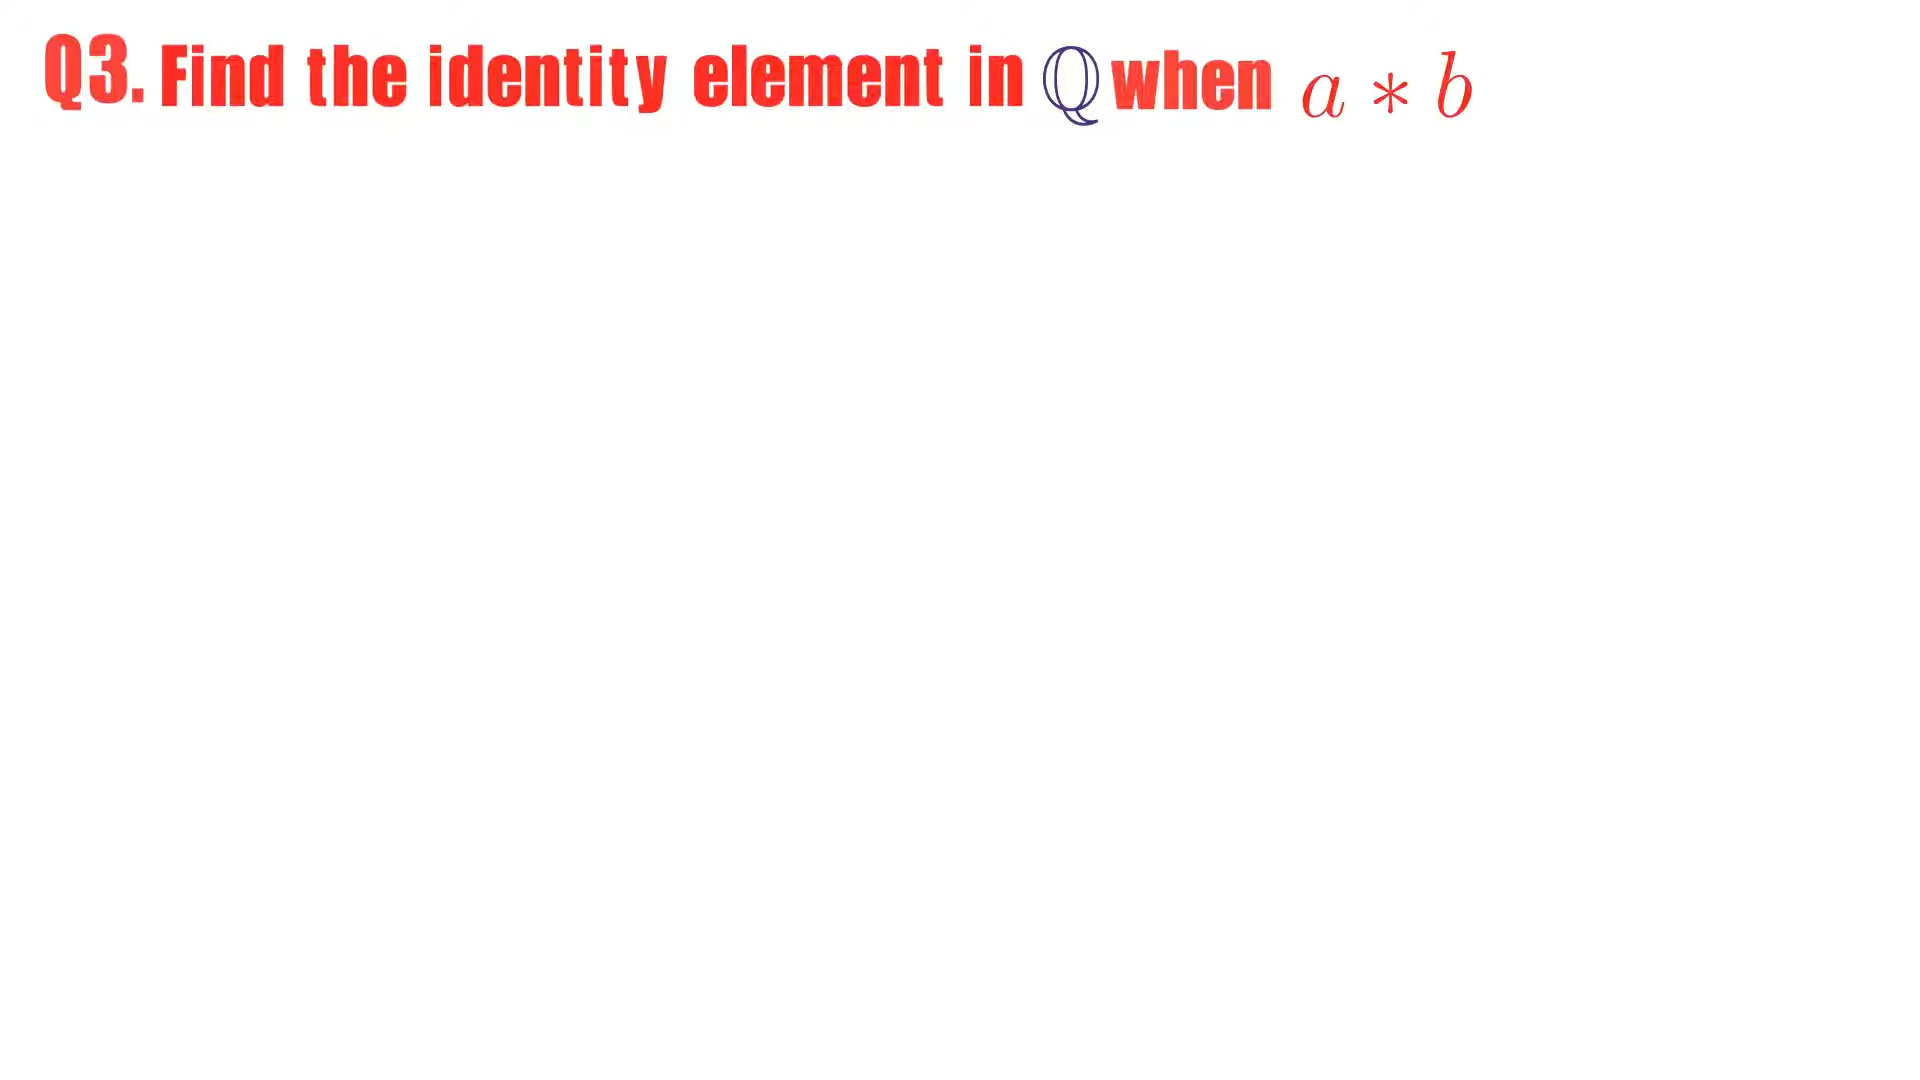 Q3. Find the identity element in ℚ when a * b